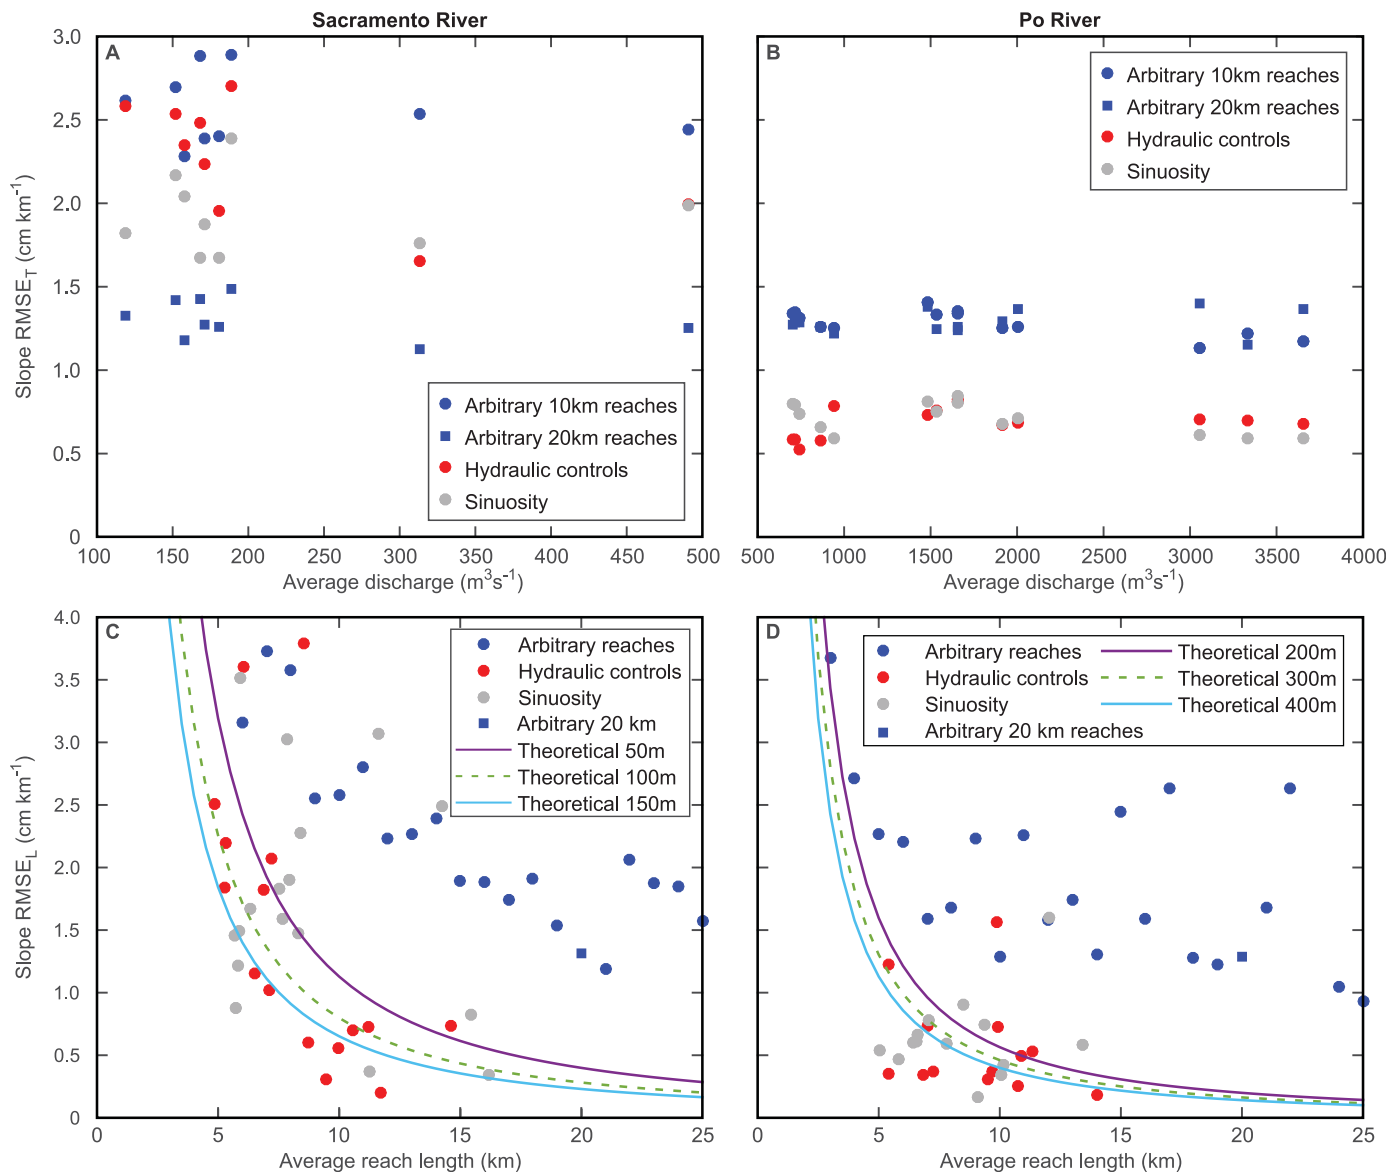 Sacramento River
Po River
A
3.0
2.5
2.0
1.5
1.0
0.5
0
Slope RMSE_T (cm km⁻¹)
Arbitrary 10km reaches
Arbitrary 20km reaches
Hydraulic controls
Sinuosity
100 150 200 250 300 350 400 450 500
Average discharge (m³s⁻¹)
B
Arbitrary 10km reaches
Arbitrary 20km reaches
Hydraulic controls
Sinuosity
500 1000 1500 2000 2500 3000 3500 4000
Average discharge (m³s⁻¹)
C
4.0
3.5
3.0
2.5
2.0
1.5
1.0
0.5
0
Slope RMSE_L (cm km⁻¹)
Arbitrary reaches
Hydraulic controls
Sinuosity
Arbitrary 20 km
Theoretical 50m
Theoretical 100m
Theoretical 150m
0 5 10 15 20 25
Average reach length (km)
D
Arbitrary reaches
Hydraulic controls
Sinuosity
Arbitrary 20 km reaches
Theoretical 200m
Theoretical 300m
Theoretical 400m
0 5 10 15 20 25
Average reach length (km)